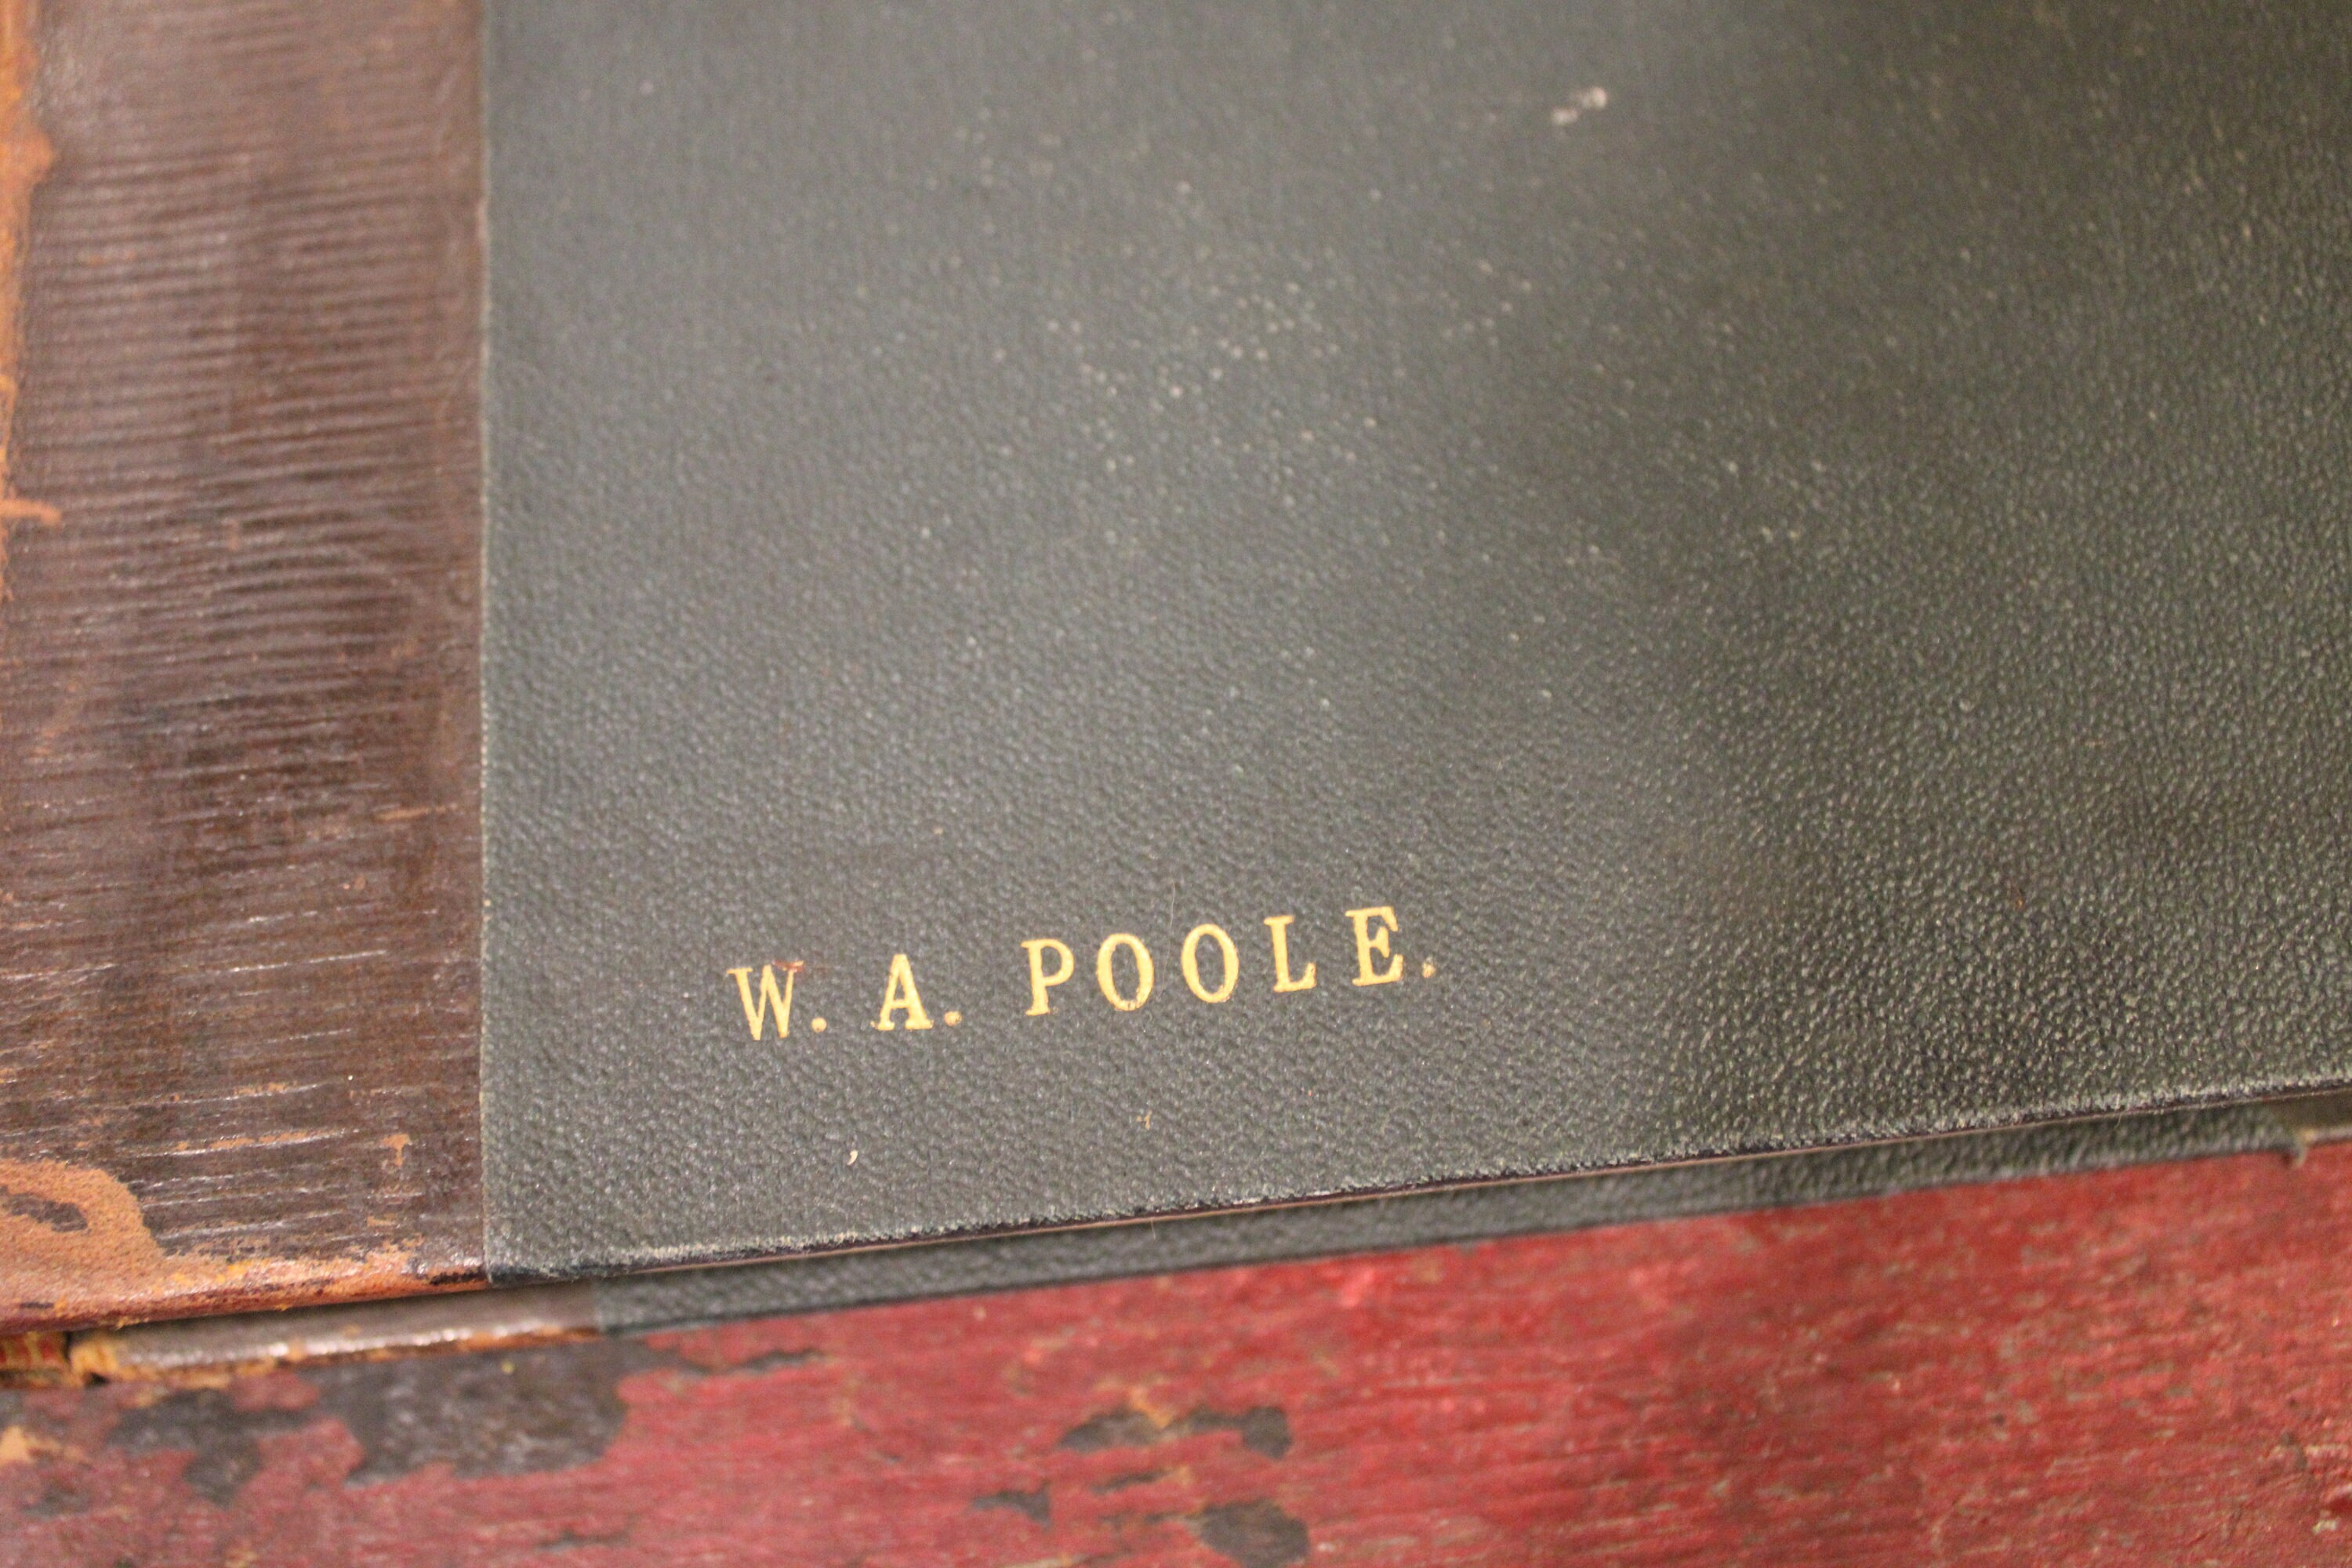 W. A. POOLE.